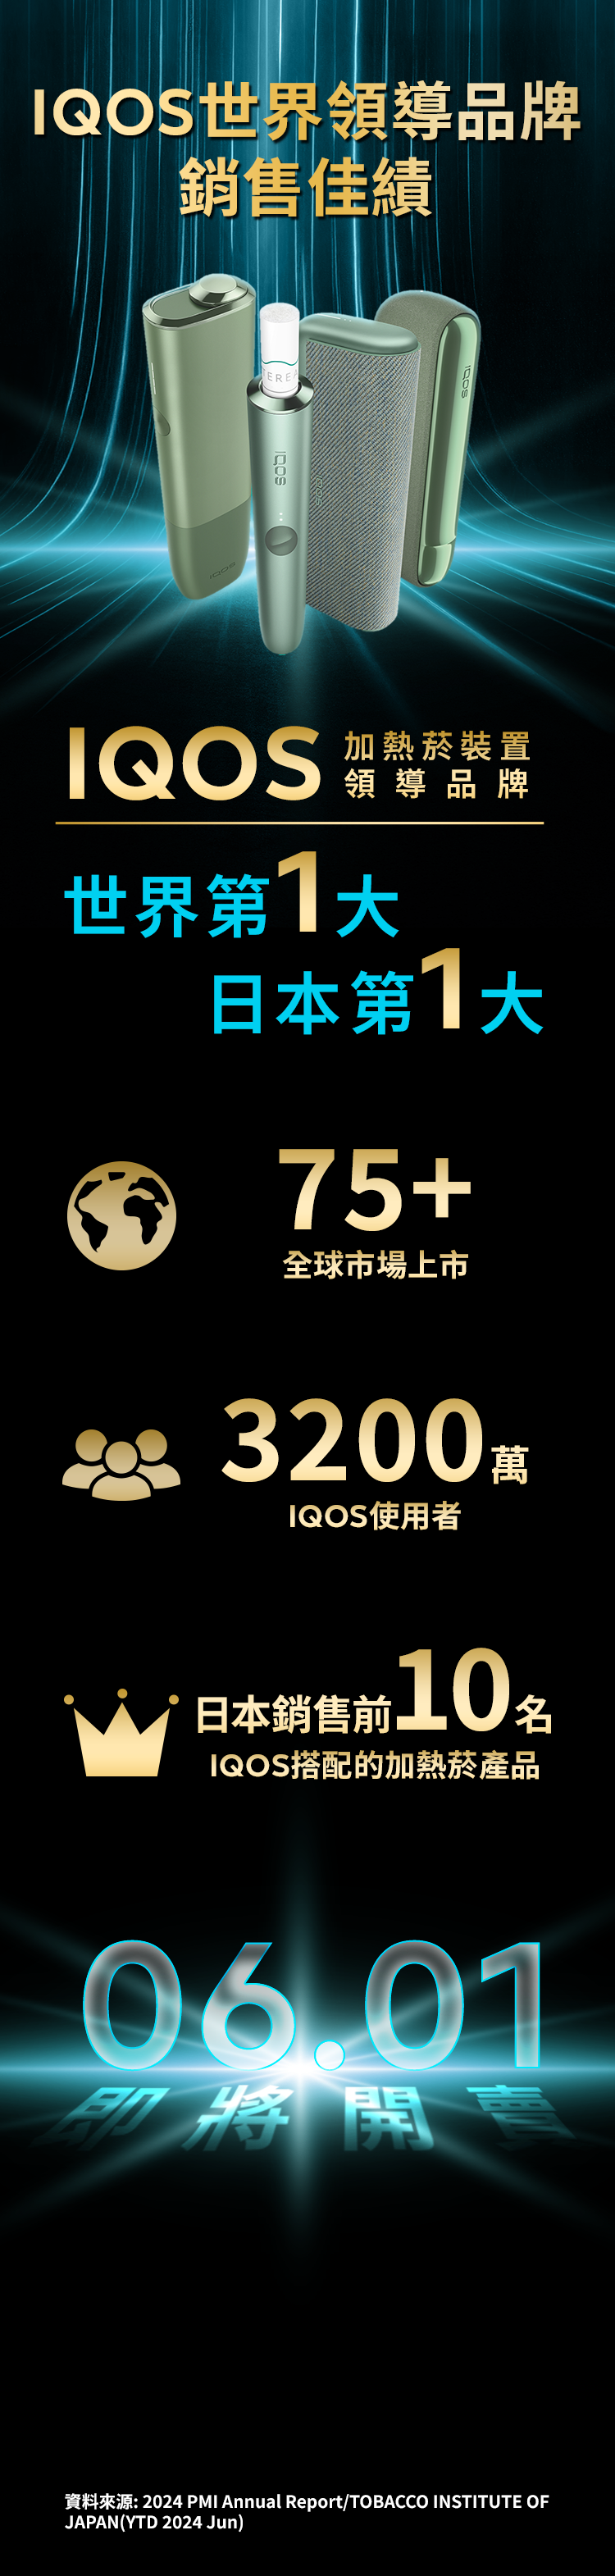 IQOS世界領導品牌
銷售佳績
EREA
IQOS
IQOS
IQOS
IQOS
IQOS 加熱菸裝置
領導品牌
世界第1大
日本第1大
75+
全球市場上市
3200萬
IQOS使用者
日本銷售前10名
IQOS搭配的加熱菸產品
06.01
即將開賣
資料來源: 2024 PMI Annual Report/TOBACCO INSTITUTE OF
JAPAN(YTD 2024 Jun)